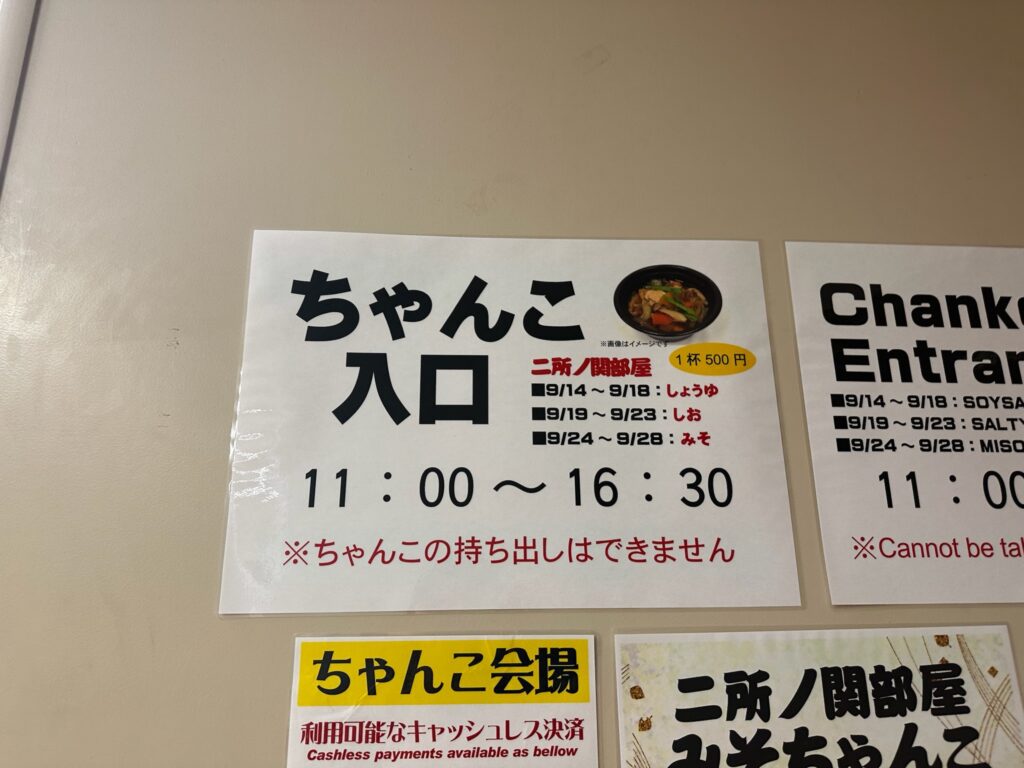 ちゃんこ
入口
※画像はイメージです
1杯 500 円
二所ノ関部屋
■9/14～9/18：しょうゆ
■9/19～9/23：しお
■9/24～9/28：みそ
11：00～16：30
※ちゃんこの持ち出しはできません
Chanko
Entran
■9/14～9/18：SOYSA
■9/19～9/23：SALTY
■9/24～9/28：MISO
11：00
※Cannot be tak
ちゃんこ会場
利用可能なキャッシュレス決済
Cashless payments available as bellow
二所ノ関部屋
みそちゃんこ